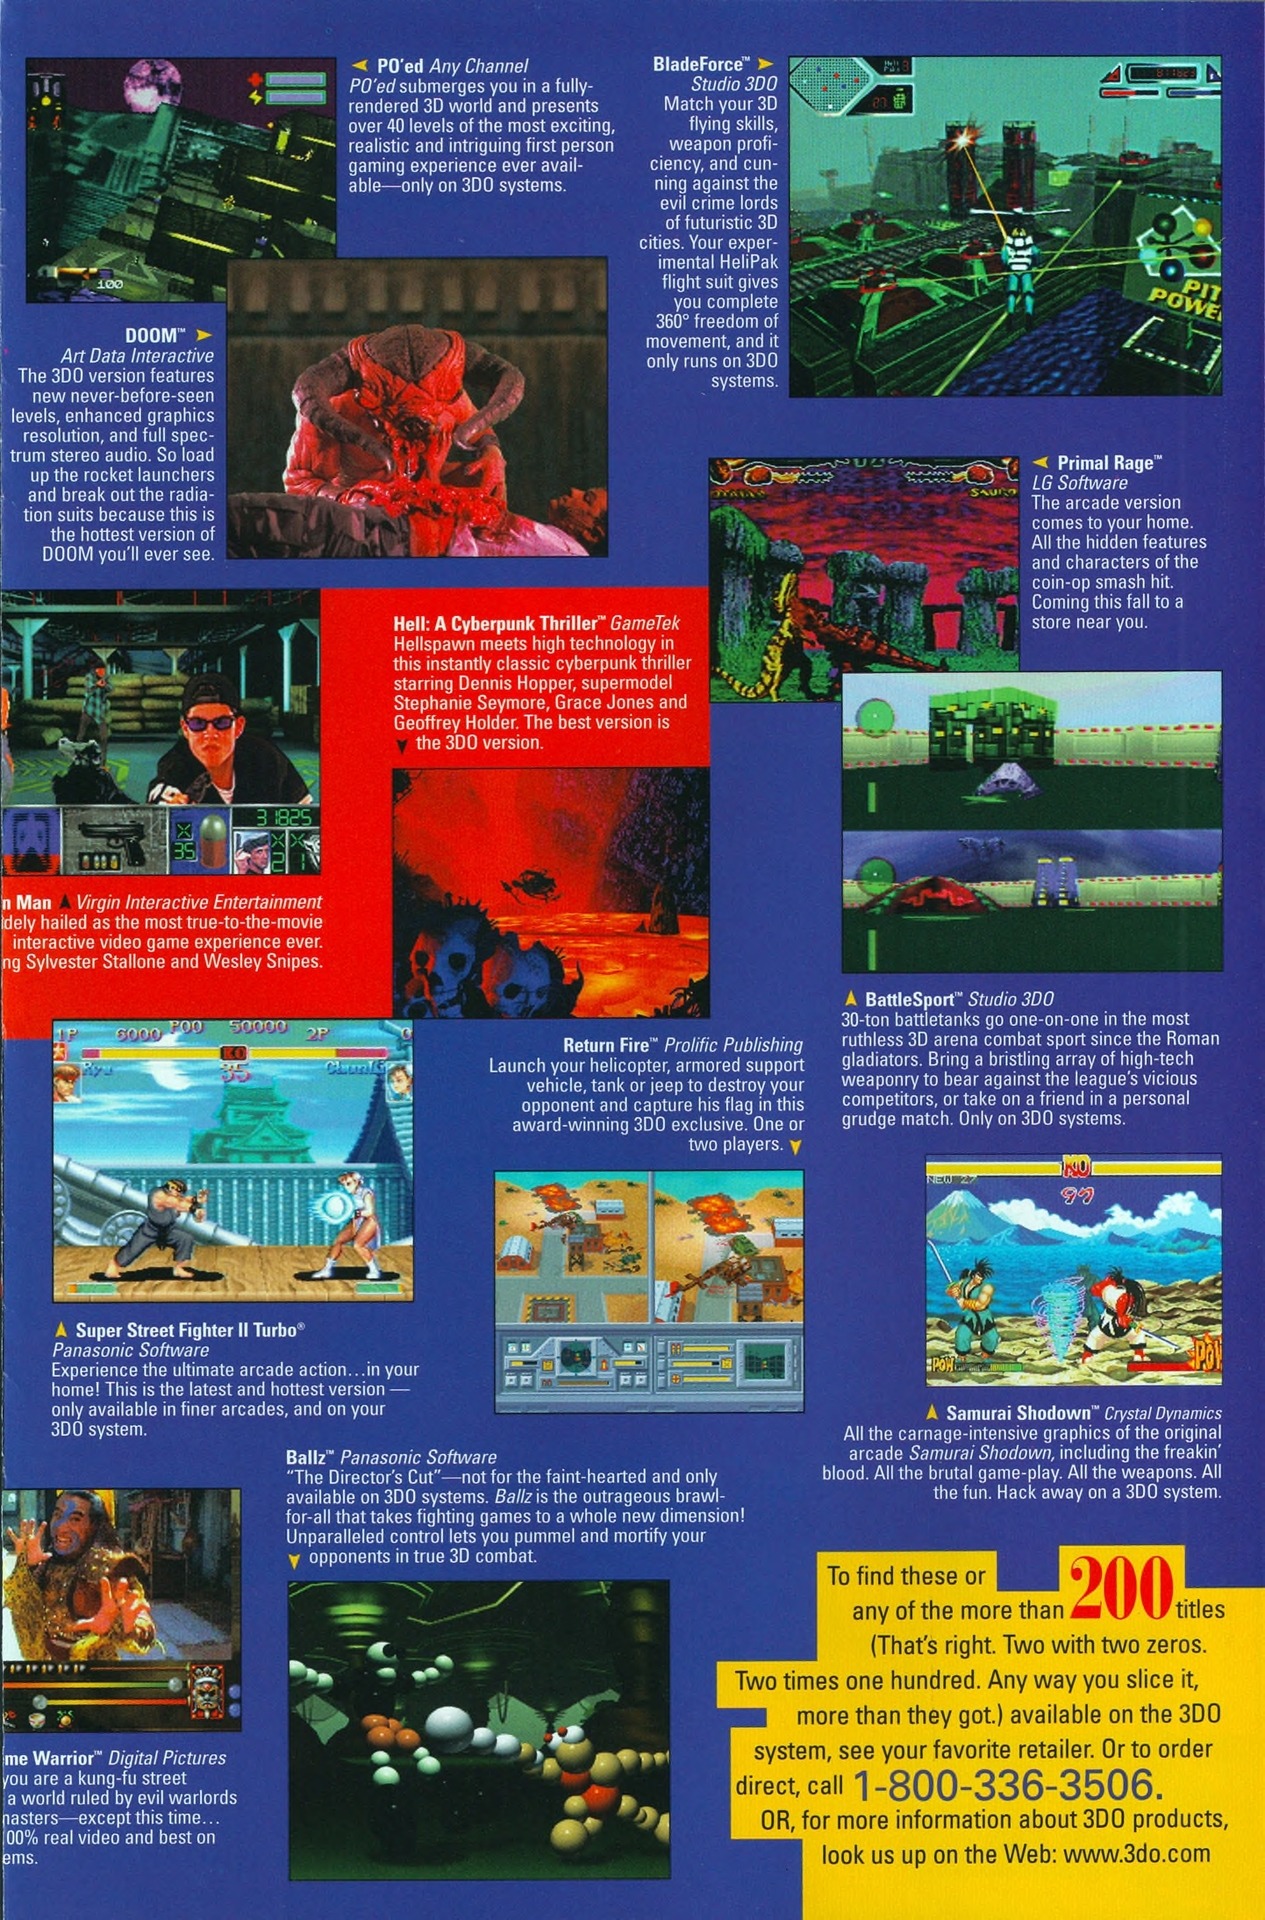 PO'ed Any Channel
PO'ed submerges you in a fully-
rendered 3D world and presents
over 40 levels of the most exciting,
realistic and intriguing first person
gaming experience ever avail-
able—only on 3DO systems.
100
BladeForce™
Studio 3DO
Match your 3D
flying skills,
weapon profi-
ciency, and cun-
ning against the
evil crime lords
of futuristic 3D
cities. Your exper-
imental HeliPak
flight suit gives
you complete
360° freedom of
movement, and it
only runs on 3DO
systems.
PIT
POWE
DOOM™
Art Data Interactive
The 3DO version features
new never-before-seen
levels, enhanced graphics
resolution, and full spec-
trum stereo audio. So load
up the rocket launchers
and break out the radia-
tion suits because this is
the hottest version of
DOOM you'll ever see.
Primal Rage™
LG Software
The arcade version
comes to your home.
All the hidden features
and characters of the
coin-op smash hit.
Coming this fall to a
store near you.
Hell: A Cyberpunk Thriller™ GameTek
Hellspawn meets high technology in
this instantly classic cyberpunk thriller
starring Dennis Hopper, supermodel
Stephanie Seymore, Grace Jones and
Geoffrey Holder. The best version is
the 3DO version.
31825
X
35
X
2
1
n Man Virgin Interactive Entertainment
dely hailed as the most true-to-the-movie
interactive video game experience ever.
ng Sylvester Stallone and Wesley Snipes.
BattleSport™ Studio 3DO
30-ton battletanks go one-on-one in the most
ruthless 3D arena combat sport since the Roman
gladiators. Bring a bristling array of high-tech
weaponry to bear against the league's vicious
competitors, or take on a friend in a personal
grudge match. Only on 3DO systems.
1P 6000 P00 50000 2P 0
KO
Ryu 35 ChunLi
Return Fire™ Prolific Publishing
Launch your helicopter, armored support
vehicle, tank or jeep to destroy your
opponent and capture his flag in this
award-winning 3DO exclusive. One or
two players.
KO
NEW 27
97
POW
POW
Super Street Fighter II Turbo®
Panasonic Software
Experience the ultimate arcade action...in your
home! This is the latest and hottest version —
only available in finer arcades, and on your
3DO system.
Samurai Shodown™ Crystal Dynamics
All the carnage-intensive graphics of the original
arcade Samurai Shodown, including the freakin'
blood. All the brutal game-play. All the weapons. All
the fun. Hack away on a 3DO system.
Ballz™ Panasonic Software
"The Director's Cut"—not for the faint-hearted and only
available on 3DO systems. Ballz is the outrageous brawl-
for-all that takes fighting games to a whole new dimension!
Unparalleled control lets you pummel and mortify your
opponents in true 3D combat.
me Warrior™ Digital Pictures
you are a kung-fu street
a world ruled by evil warlords
nasters—except this time...
00% real video and best on
ems.
To find these or
any of the more than 200 titles
(That's right. Two with two zeros.
Two times one hundred. Any way you slice it,
more than they got.) available on the 3DO
system, see your favorite retailer. Or to order
direct, call 1-800-336-3506.
OR, for more information about 3DO products,
look us up on the Web: www.3do.com